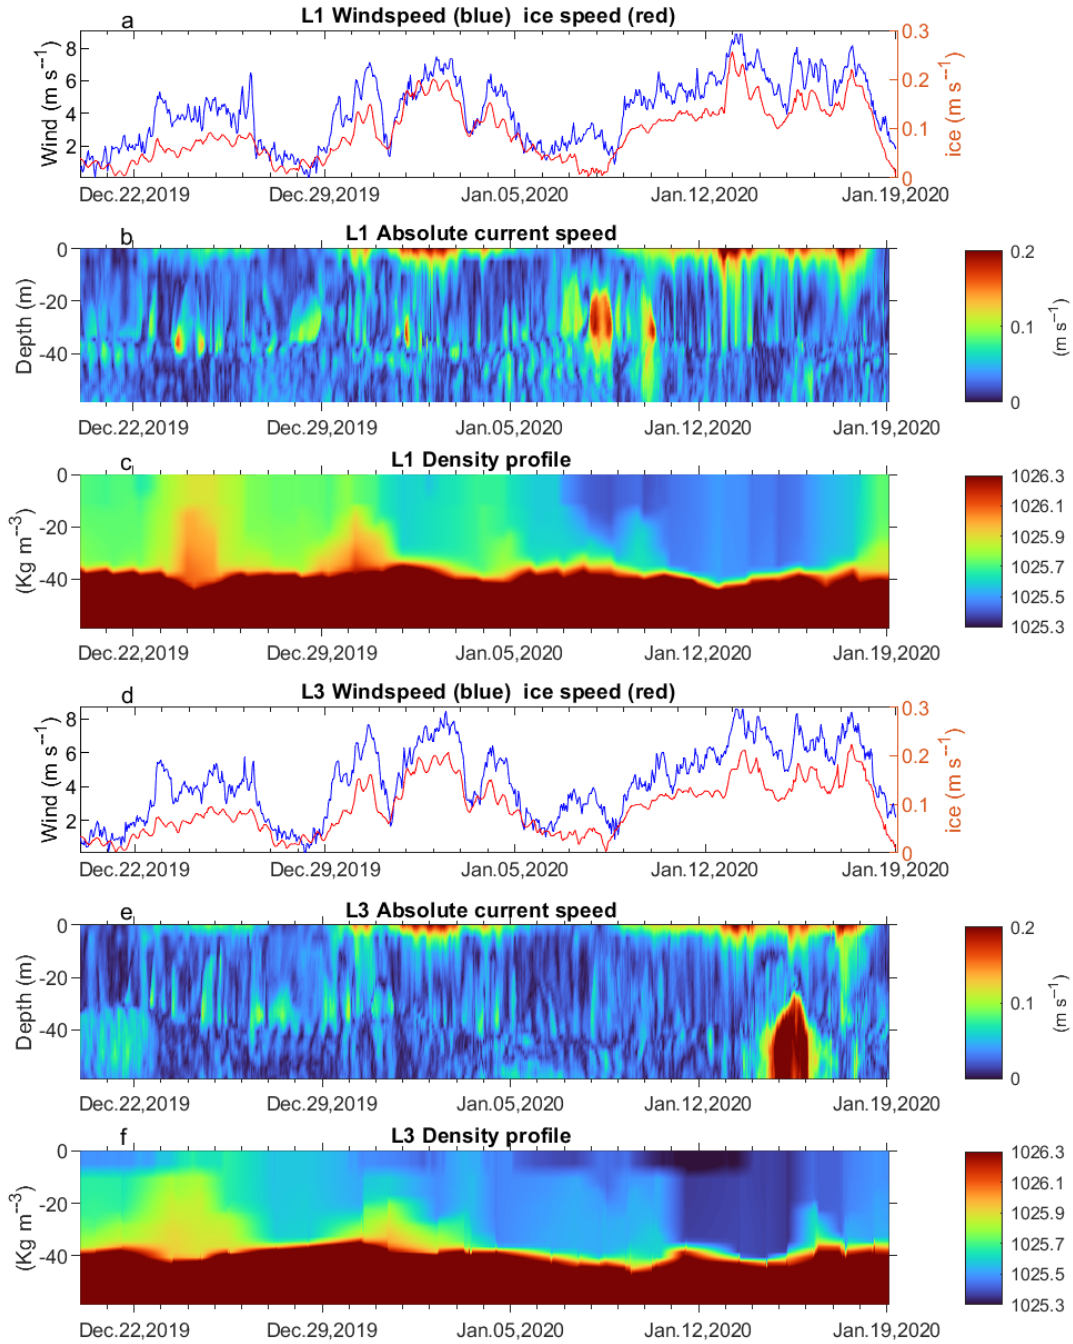 a
L1 Windspeed (blue)  ice speed (red)
Wind (m s⁻¹)
8
6
4
2
0.3
0.2
0.1
0
ice (m s⁻¹)
Dec.22,2019 Dec.29,2019 Jan.05,2020 Jan.12,2020 Jan.19,2020
b
L1 Absolute current speed
Depth (m)
0
-20
-40
0.2
0.1
0
(m s⁻¹)
Dec.22,2019 Dec.29,2019 Jan.05,2020 Jan.12,2020 Jan.19,2020
c
L1 Density profile
(Kg m⁻³)
0
-20
-40
1026.3
1026.1
1025.9
1025.7
1025.5
1025.3
Dec.22,2019 Dec.29,2019 Jan.05,2020 Jan.12,2020 Jan.19,2020
d
L3 Windspeed (blue)  ice speed (red)
Wind (m s⁻¹)
8
6
4
2
0.3
0.2
0.1
0
ice (m s⁻¹)
Dec.22,2019 Dec.29,2019 Jan.05,2020 Jan.12,2020 Jan.19,2020
e
L3 Absolute current speed
Depth (m)
0
-20
-40
0.2
0.1
0
(m s⁻¹)
Dec.22,2019 Dec.29,2019 Jan.05,2020 Jan.12,2020 Jan.19,2020
f
L3 Density profile
(Kg m⁻³)
0
-20
-40
1026.3
1026.1
1025.9
1025.7
1025.5
1025.3
Dec.22,2019 Dec.29,2019 Jan.05,2020 Jan.12,2020 Jan.19,2020